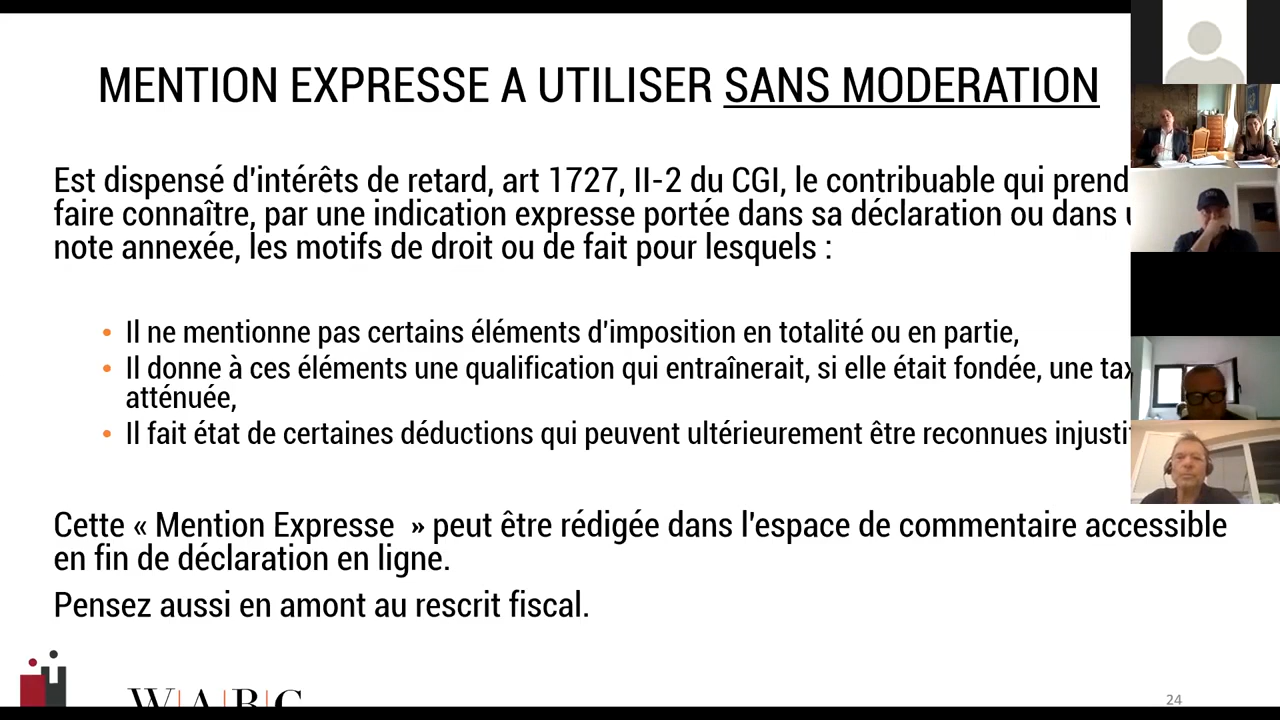 MENTION EXPRESSE A UTILISER SANS MODERATION
Est dispensé d'intérêts de retard, art 1727, II-2 du CGI, le contribuable qui prend
faire connaître, par une indication expresse portée dans sa déclaration ou dans
note annexée, les motifs de droit ou de fait pour lesquels :
• Il ne mentionne pas certains éléments d'imposition en totalité ou en partie,
• Il donne à ces éléments une qualification qui entraînerait, si elle était fondée, une
atténuée,
• Il fait état de certaines déductions qui peuvent ultérieurement être reconnues
Cette « Mention Expresse » peut être rédigée dans l'espace de commentaire accessible
en fin de déclaration en ligne.
Pensez aussi en amont au rescrit fiscal.
W|A|B|C
24